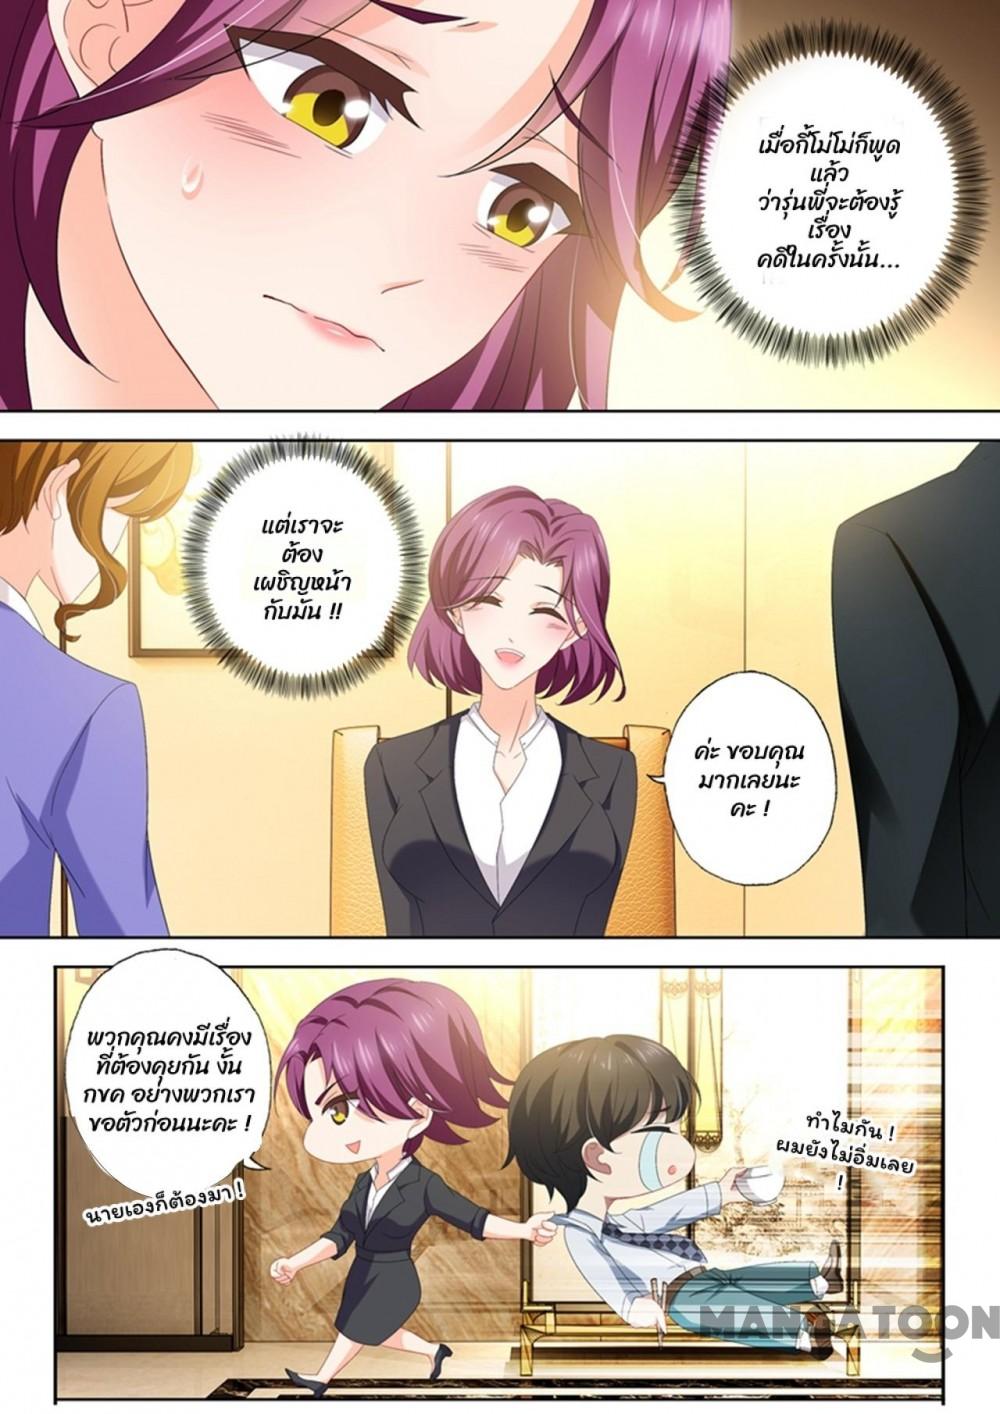 เมื่อกี้โม่โม่ก็พูด
แล้ว
ว่ารุ่นพี่จะต้องรู้
เรื่อง
คดีในครั้งนั้น...
แต่เราจะ
ต้อง
เผชิญหน้า
กับมัน !!
ค่ะ ขอบคุณ
มากเลยนะ
คะ !
พวกคุณคงมีเรื่อง
ที่ต้องคุยกัน งั้น
กขค อย่างพวกเรา
ขอตัวก่อนนะคะ !
นายเองก็ต้องมา !
ทำไมกัน !
ผมยังไม่อิ่มเลย
!
MANGATOON